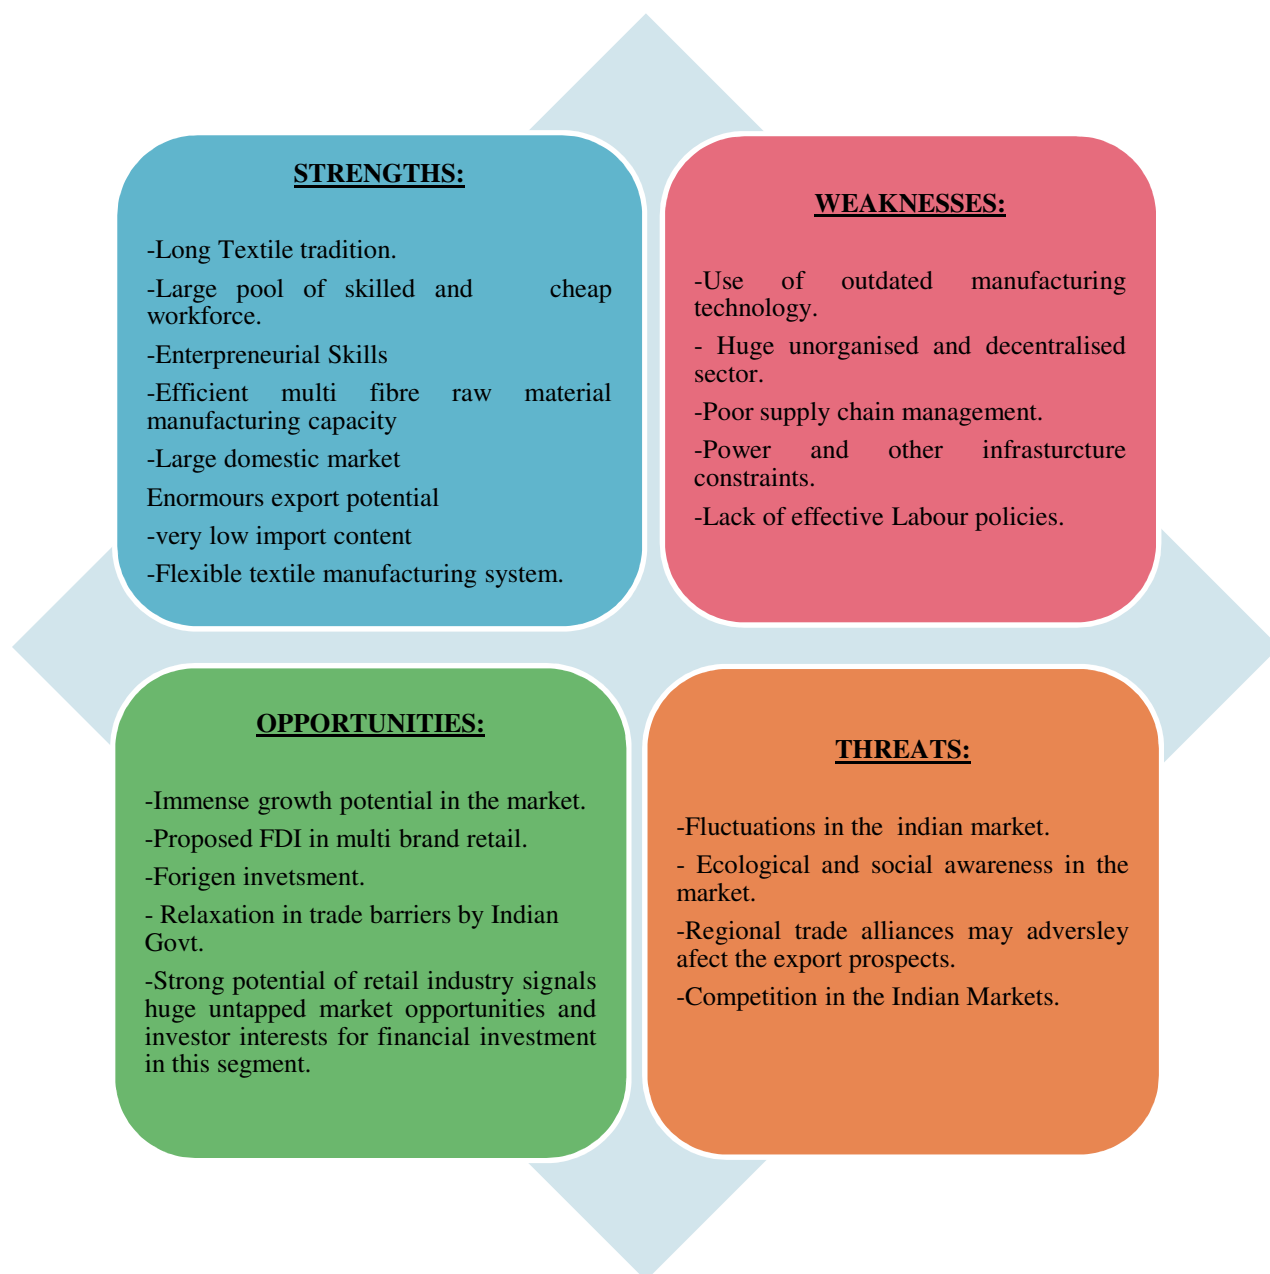 STRENGTHS:
-Long Textile tradition.
-Large pool of skilled and cheap
workforce.
-Enterpreneurial Skills
-Efficient multi fibre raw material
manufacturing capacity
-Large domestic market
Enormours export potential
-very low import content
-Flexible textile manufacturing system.
WEAKNESSES:
-Use of outdated manufacturing
technology.
- Huge unorganised and decentralised
sector.
-Poor supply chain management.
-Power and other infrasturcture
constraints.
-Lack of effective Labour policies.
OPPORTUNITIES:
-Immense growth potential in the market.
-Proposed FDI in multi brand retail.
-Forigen invetsment.
- Relaxation in trade barriers by Indian
Govt.
-Strong potential of retail industry signals
huge untapped market opportunities and
investor interests for financial investment
in this segment.
THREATS:
-Fluctuations in the indian market.
- Ecological and social awareness in the
market.
-Regional trade alliances may adversley
afect the export prospects.
-Competition in the Indian Markets.